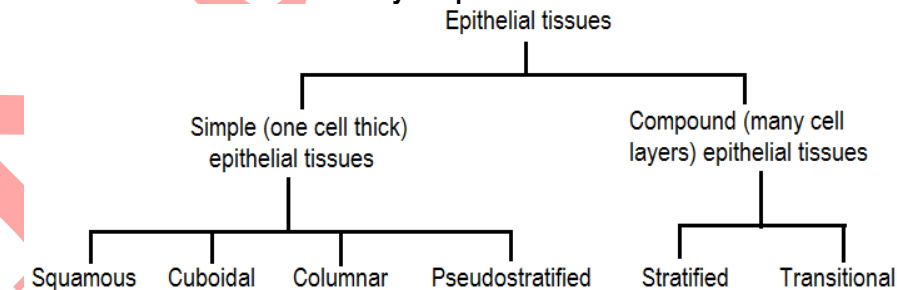 Epithelial tissues
Simple (one cell thick)
epithelial tissues
Compound (many cell
layers) epithelial tissues
Squamous Cuboidal Columnar Pseudostratified Stratified Transitional